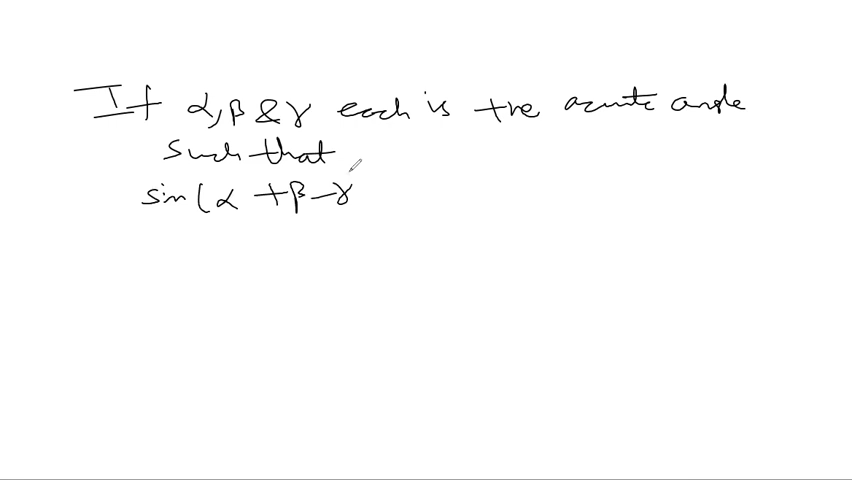 If α, β & γ each is +ve acute angle
such that
sin(α + β - γ